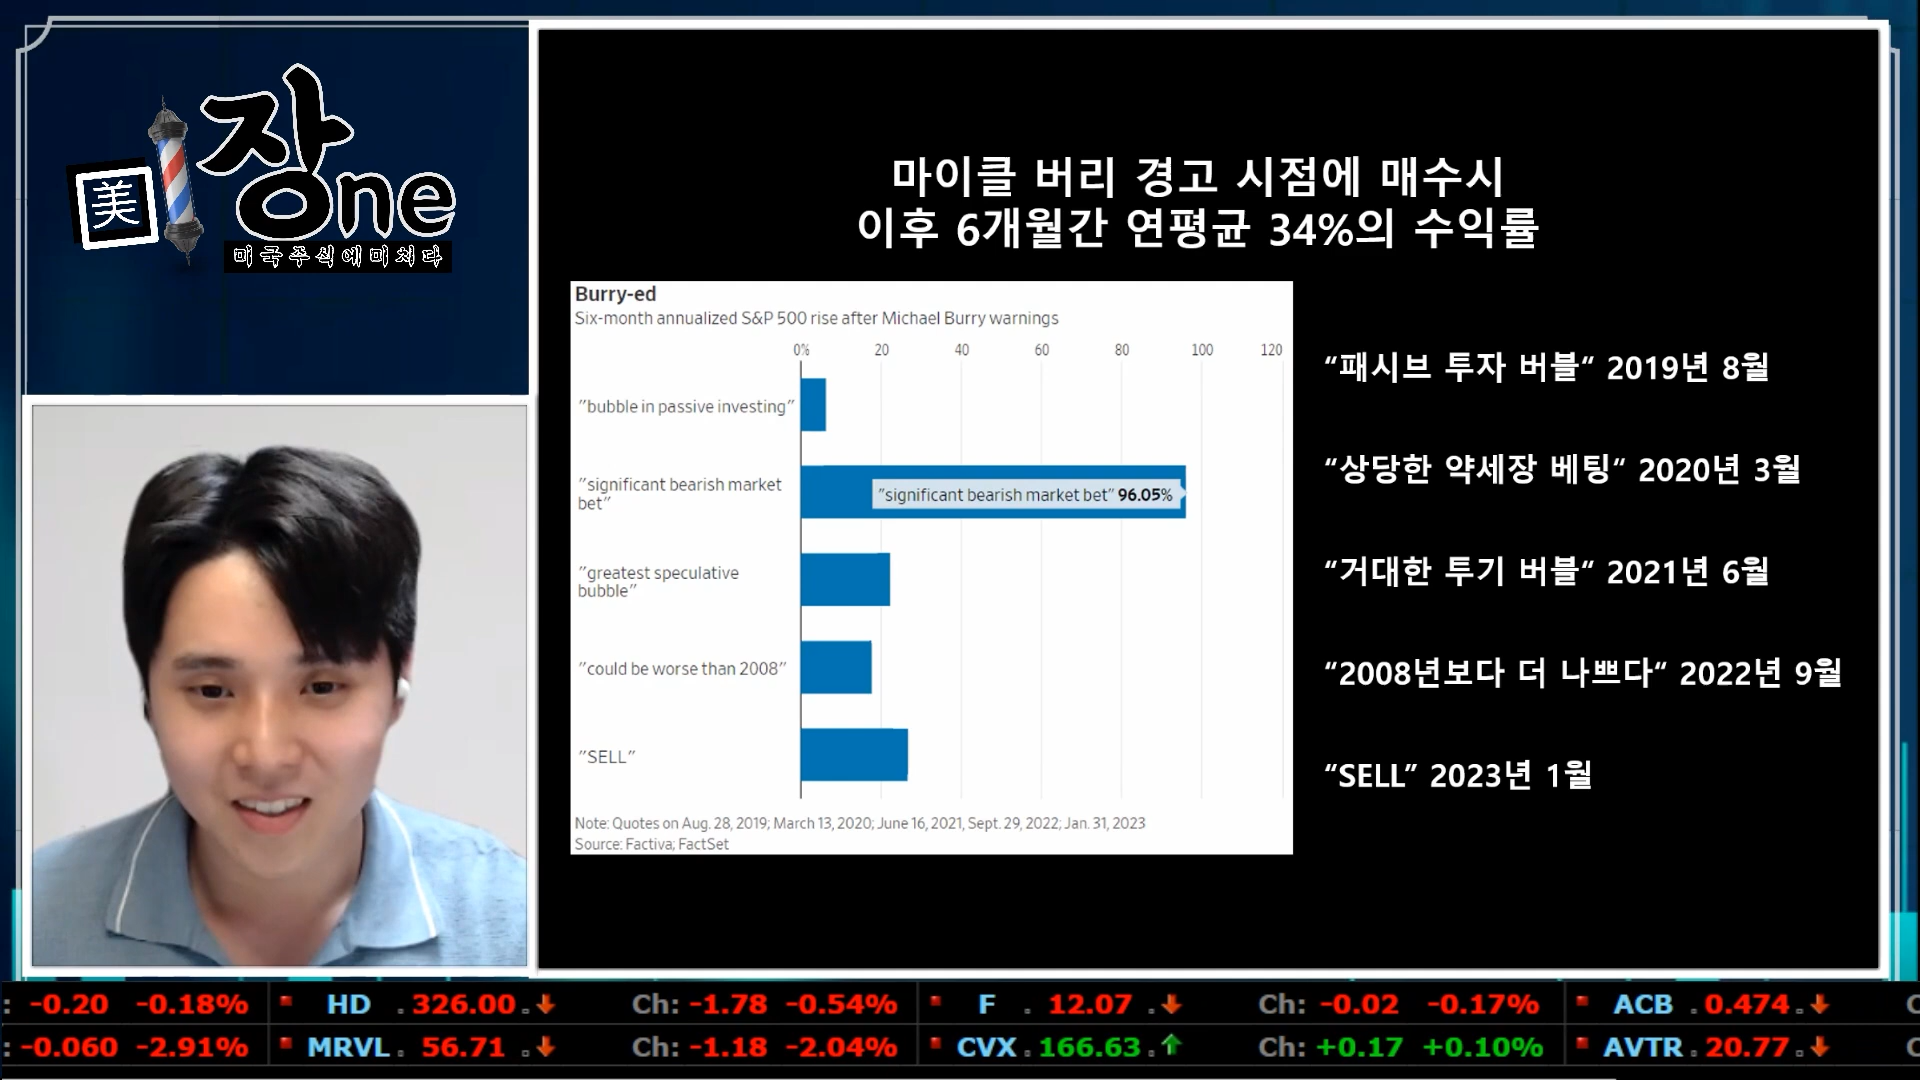 美
장one
미국주식에미치다
마이클 버리 경고 시점에 매수시
이후 6개월간 연평균 34%의 수익률
Burry-ed
Six-month annualized S&P 500 rise after Michael Burry warnings
0% 20 40 60 80 100 120
"bubble in passive investing"
"significant bearish market
bet"
"significant bearish market bet" 96.05%
"greatest speculative
bubble"
"could be worse than 2008"
"SELL"
Note: Quotes on Aug. 28, 2019; March 13, 2020; June 16, 2021, Sept. 29, 2022; Jan. 31, 2023
Source: Factiva; FactSet
“패시브 투자 버블“ 2019년 8월
“상당한 약세장 베팅“ 2020년 3월
“거대한 투기 버블“ 2021년 6월
“2008년보다 더 나쁘다“ 2022년 9월
“SELL” 2023년 1월
: -0.20 -0.18% HD 326.00 Ch: -1.78 -0.54% F 12.07 Ch: -0.02 -0.17% ACB 0.474
: -0.060 -2.91% MRVL 56.71 Ch: -1.18 -2.04% CVX 166.63 Ch: +0.17 +0.10% AVTR 20.77